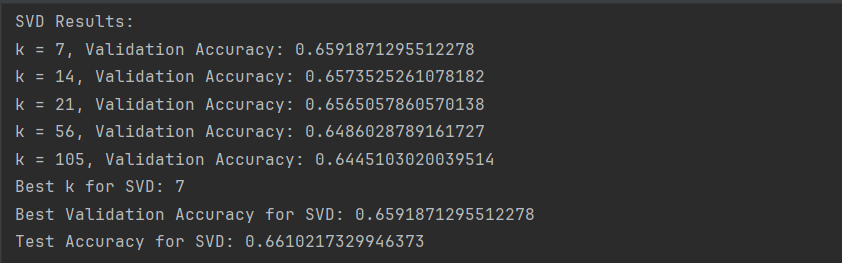 SVD Results:
k = 7, Validation Accuracy: 0.6591871295512278
k = 14, Validation Accuracy: 0.6573525261078182
k = 21, Validation Accuracy: 0.6565057860570138
k = 56, Validation Accuracy: 0.6486028789161727
k = 105, Validation Accuracy: 0.6445103020039514
Best k for SVD: 7
Best Validation Accuracy for SVD: 0.6591871295512278
Test Accuracy for SVD: 0.6610217329946373